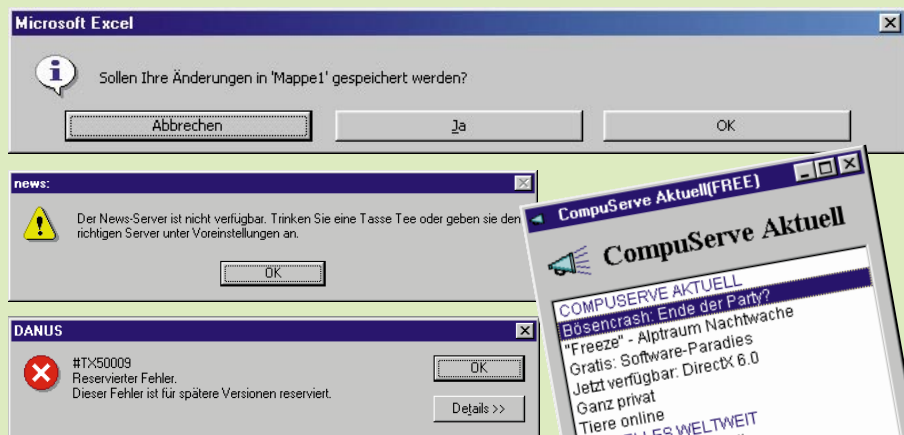 Microsoft Excel
Sollen Ihre Änderungen in 'Mappe1' gespeichert werden?
Abbrechen
Ja
OK
news:
Der News-Server ist nicht verfügbar. Trinken Sie eine Tasse Tee oder geben sie den
richtigen Server unter Voreinstellungen an.
OK
DANUS
#TX50009
Reservierter Fehler.
Dieser Fehler ist für spätere Versionen reserviert.
OK
Details >>
CompuServe Aktuell(FREE)
CompuServe Aktuell
COMPUSERVE AKTUELL
Bösencrash: Ende der Party?
"Freeze" - Alptraum Nachtwache
Gratis: Software-Paradies
Jetzt verfügbar: DirectX 6.0
Ganz privat
Tiere online
WELTWEIT